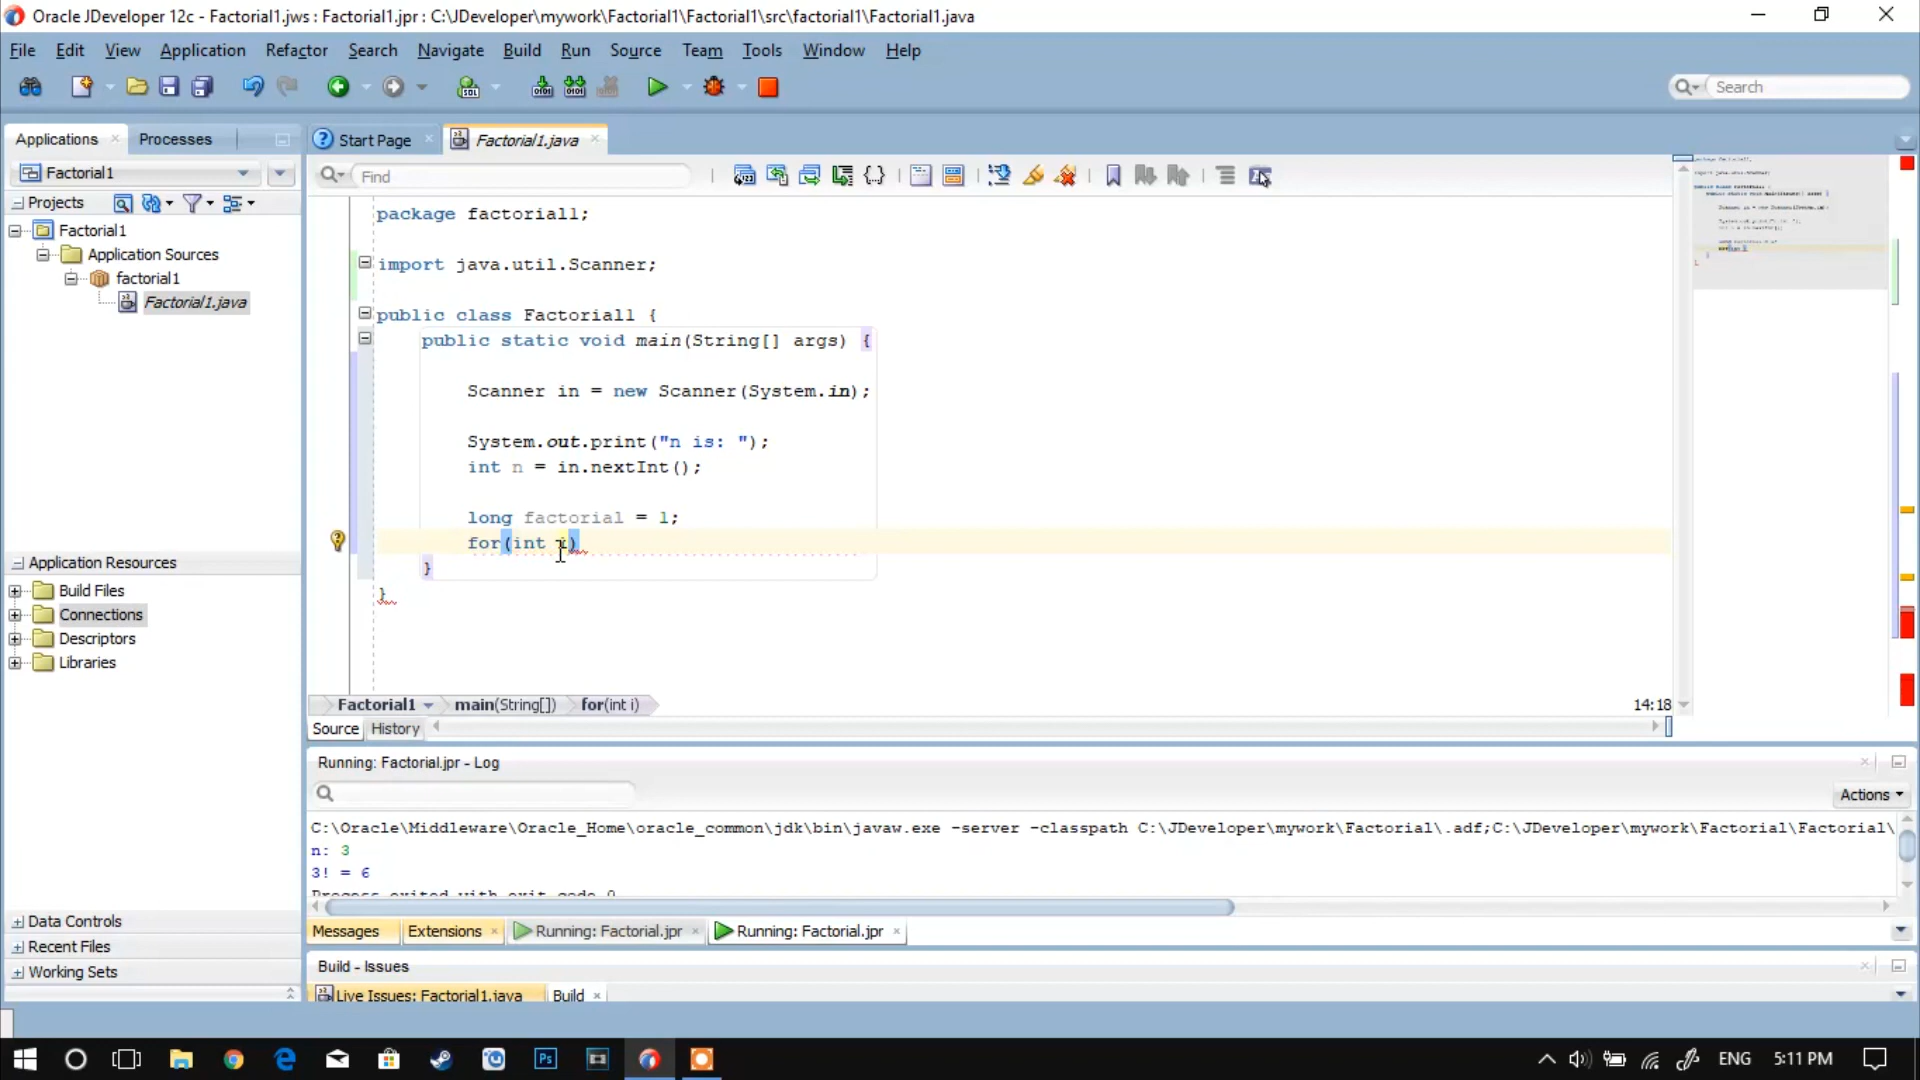 Oracle JDeveloper 12c - Factorial1.jws : Factorial1.jpr : C:\JDeveloper\mywork\Factorial1\Factorial1\src\factorial1\Factorial1.java
File Edit View Application Refactor Search Navigate Build Run Source Team Tools Window Help
Search
Applications Processes
Start Page Factorial1.java
Factorial1
Find
Projects
Factorial1
Application Sources
factorial1
Factorial1.java
package factorial1;
import java.util.Scanner;
public class Factorial1 {
public static void main(String[] args) {
Scanner in = new Scanner(System.in);
System.out.print("n is: ");
int n = in.nextInt();
long factorial = 1;
for(int i)
}
}
Application Resources
Build Files
Connections
Descriptors
Libraries
Factorial1 main(String[]) for(int i) 14:18
Source History
Running: Factorial.jpr - Log
Actions
C:\Oracle\Middleware\Oracle_Home\oracle_common\jdk\bin\javaw.exe -server -classpath C:\JDeveloper\mywork\Factorial\.adf;C:\JDeveloper\mywork\Factorial\Factorial\
n: 3
3! = 6
Process exited with exit code 0
Data Controls
Recent Files
Working Sets
Messages Extensions Running: Factorial.jpr Running: Factorial.jpr
Build - Issues
Live Issues: Factorial1.java Build
ENG 5:11 PM